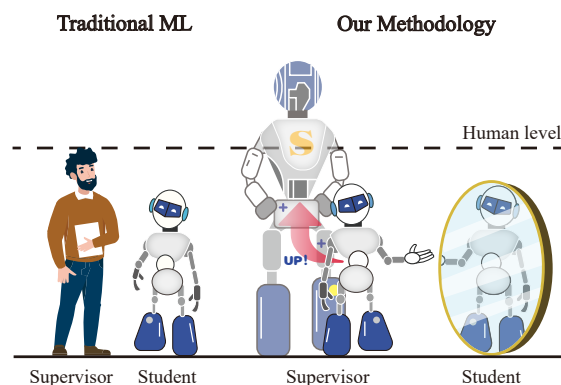 Traditional ML
Our Methodology
Human level
S
UP!
Supervisor
Student
Supervisor
Student